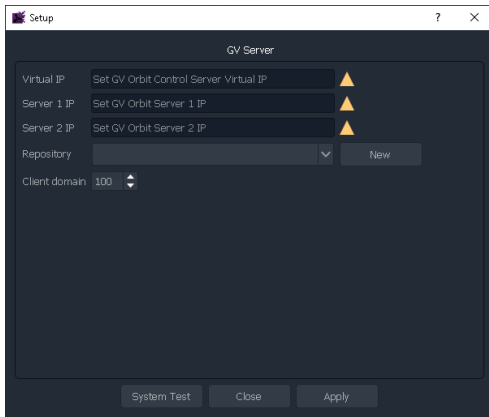 Setup
?
GV Server
Virtual IP Set GV Orbit Control Server Virtual IP
Server 1 IP Set GV Orbit Server 1 IP
Server 2 IP Set GV Orbit Server 2 IP
Repository New
Client domain 100
System Test Close Apply